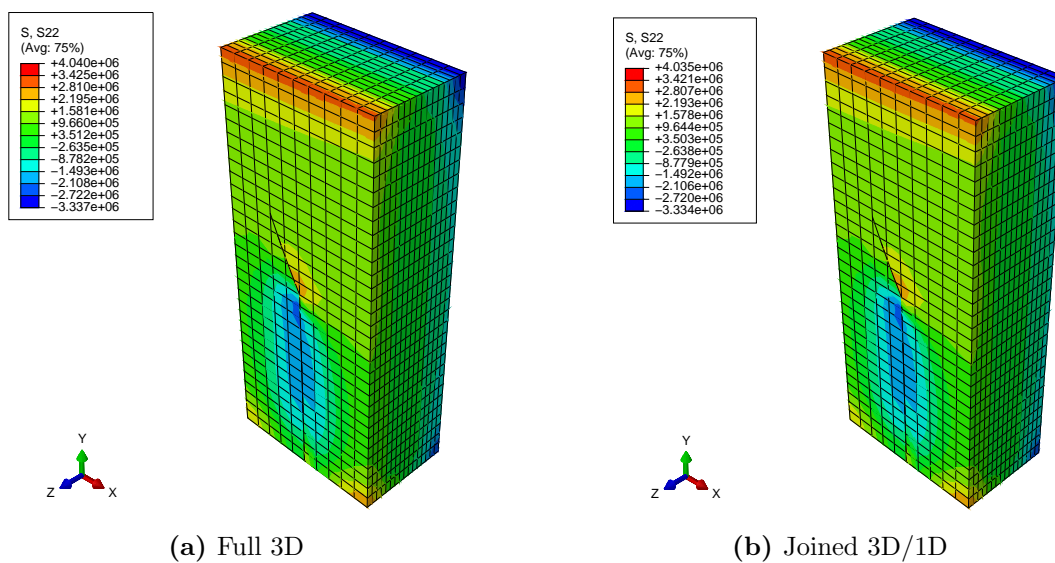 S, S22
(Avg: 75%)
+4.040e+06
+3.425e+06
+2.810e+06
+2.195e+06
+1.581e+06
+9.660e+05
+3.512e+05
−2.635e+05
−8.782e+05
−1.493e+06
−2.108e+06
−2.722e+06
−3.337e+06
Y
Z
X
(a) Full 3D
S, S22
(Avg: 75%)
+4.035e+06
+3.421e+06
+2.807e+06
+2.193e+06
+1.578e+06
+9.644e+05
+3.503e+05
−2.638e+05
−8.779e+05
−1.492e+06
−2.106e+06
−2.720e+06
−3.334e+06
Y
Z
X
(b) Joined 3D/1D